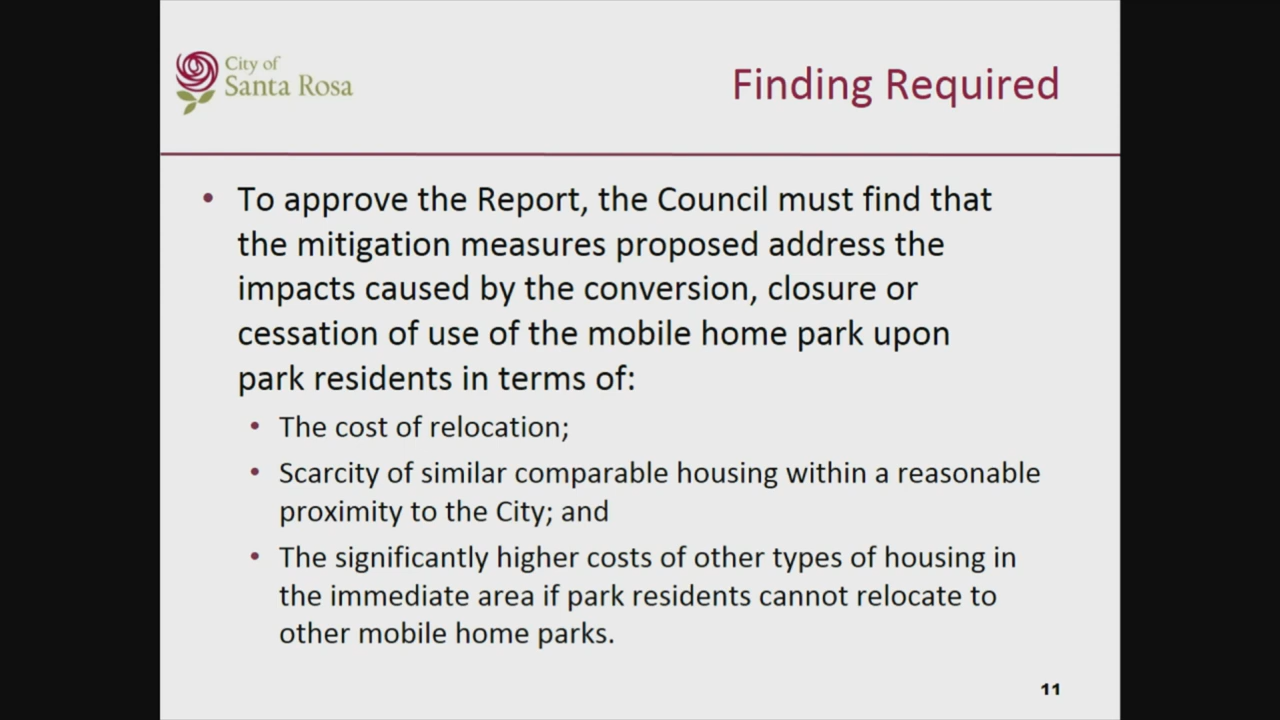 City of
Santa Rosa
Finding Required
• To approve the Report, the Council must find that
the mitigation measures proposed address the
impacts caused by the conversion, closure or
cessation of use of the mobile home park upon
park residents in terms of:
• The cost of relocation;
• Scarcity of similar comparable housing within a reasonable
proximity to the City; and
• The significantly higher costs of other types of housing in
the immediate area if park residents cannot relocate to
other mobile home parks.
11